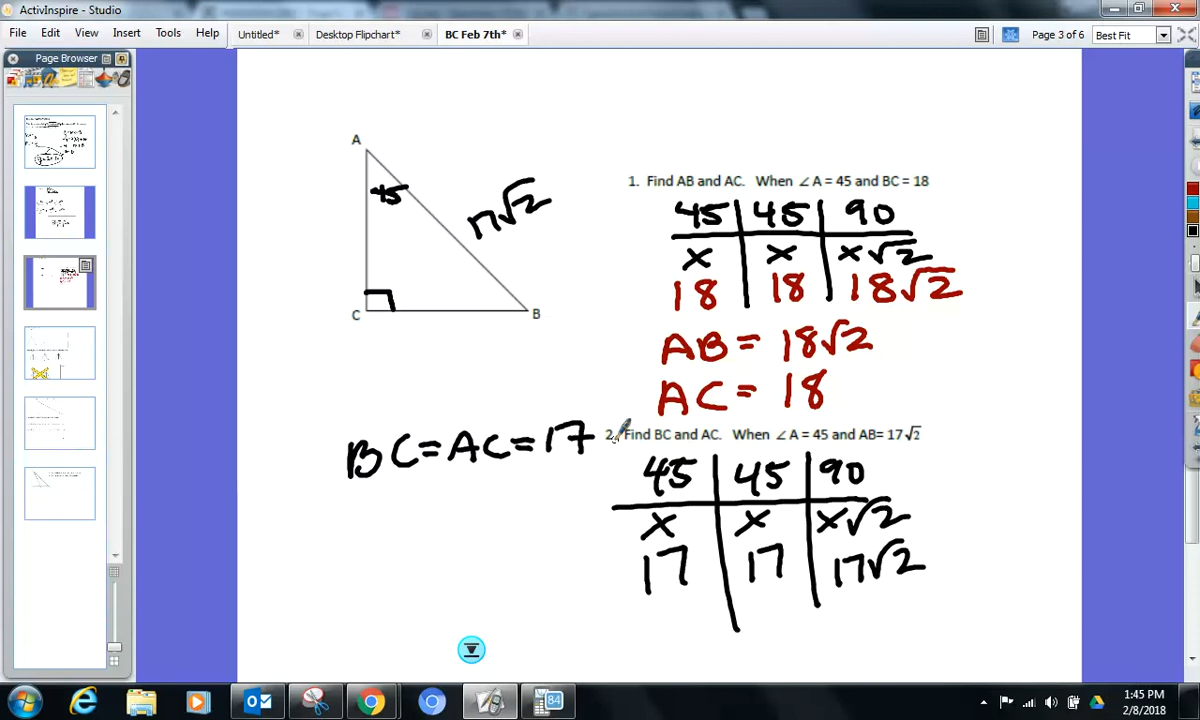 ActivInspire - Studio
File Edit View Insert Tools Help
Untitled* Desktop Flipchart* BC Feb 7th*
Page 3 of 6 Best Fit
Page Browser
A
45
17√2
C
B
1. Find AB and AC. When ∠A = 45 and BC = 18
45 45 90
x x x√2
18 18 18√2
AB = 18√2
AC = 18
BC = AC = 17
2. Find BC and AC. When ∠A = 45 and AB= 17√2
45 45 90
x x x√2
17 17 17√2
84
1:45 PM
2/8/2018